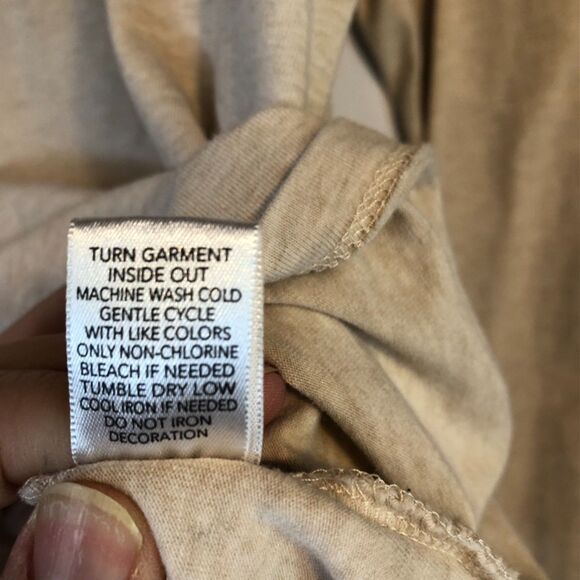 TURN GARMENT
INSIDE OUT
MACHINE WASH COLD
GENTLE CYCLE
WITH LIKE COLORS
ONLY NON-CHLORINE
BLEACH IF NEEDED
TUMBLE DRY LOW
COOL IRON IF NEEDED
DO NOT IRON
DECORATION